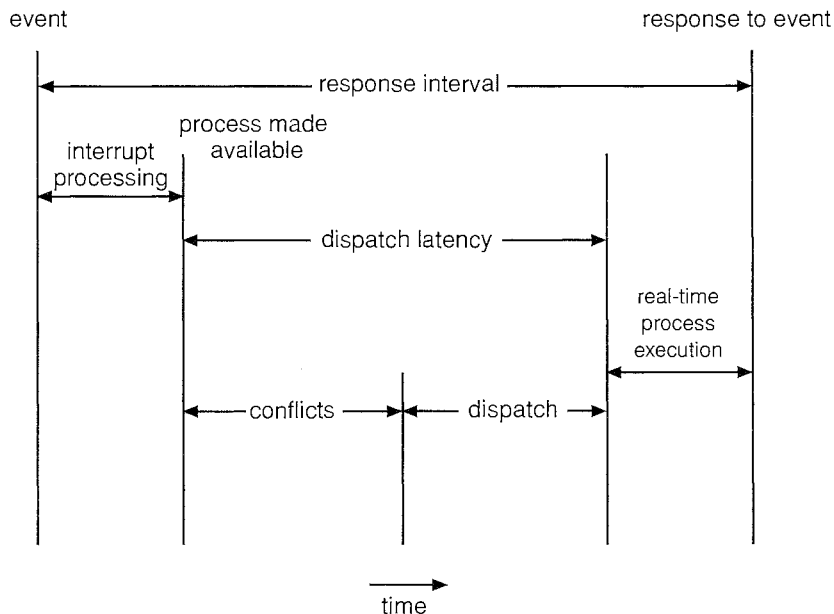 event
response to event
response interval
process made
available
interrupt
processing
dispatch latency
real-time
process
execution
conflicts
dispatch
time